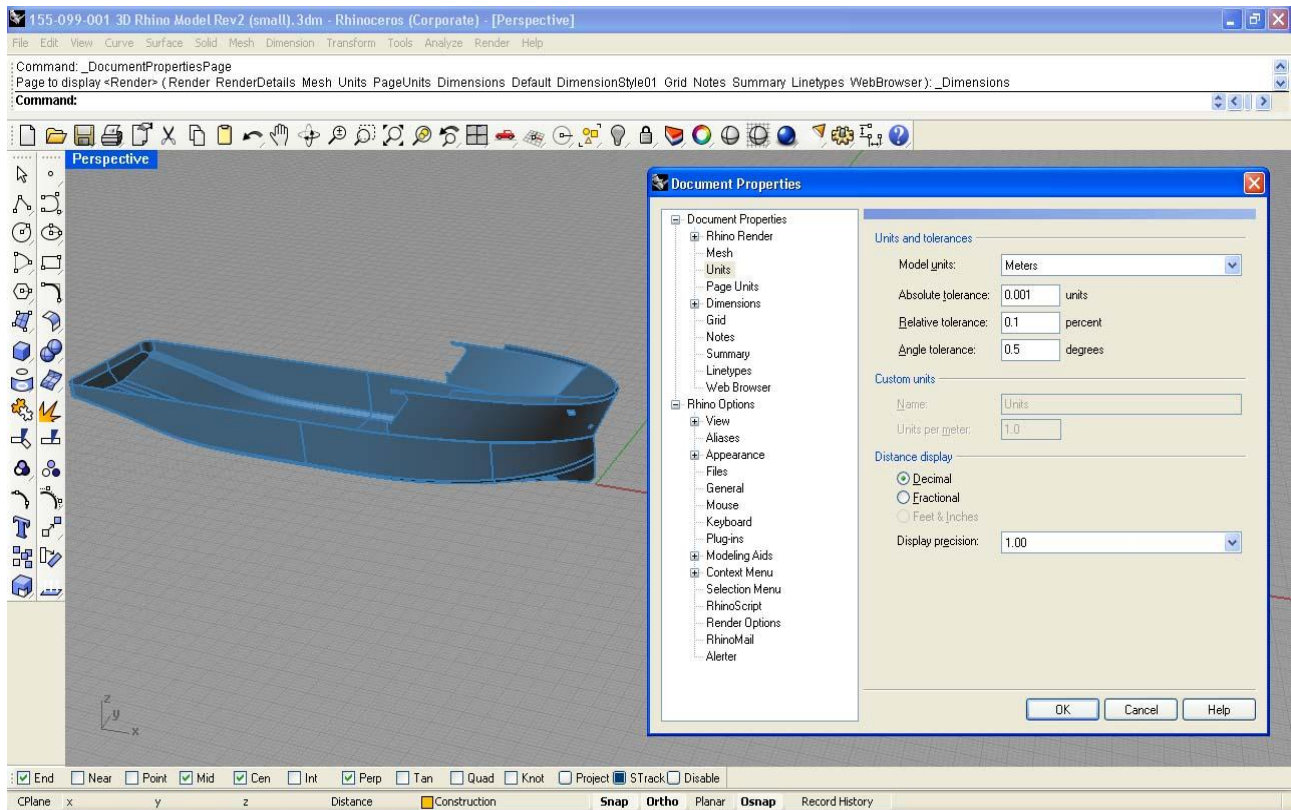 155-099-001 3D Rhino Model Rev2 (small).3dm - Rhinoceros (Corporate) - [Perspective]
File Edit View Curve Surface Solid Mesh Dimension Transform Tools Analyze Render Help
Command: _DocumentPropertiesPage
Page to display <Render> ( Render RenderDetails Mesh Units PageUnits Dimensions Default DimensionStyle01 Grid Notes Summary Linetypes WebBrowser ): _Dimensions
Command:
Perspective
Document Properties
Document Properties
Rhino Render
Mesh
Units
Page Units
Dimensions
Grid
Notes
Summary
Linetypes
Web Browser
Rhino Options
View
Aliases
Appearance
Files
General
Mouse
Keyboard
Plug-ins
Modeling Aids
Context Menu
Selection Menu
RhinoScript
Render Options
RhinoMail
Alerter
Units and tolerances
Model units: Meters
Absolute tolerance: 0.001 units
Relative tolerance: 0.1 percent
Angle tolerance: 0.5 degrees
Custom units
Name: Units
Units per meter: 1.0
Distance display
Decimal
Fractional
Feet & Inches
Display precision: 1.00
OK Cancel Help
z
y
x
End Near Point Mid Cen Int Perp Tan Quad Knot Project STrack Disable
CPlane x y z Distance Construction Snap Ortho Planar Osnap Record History